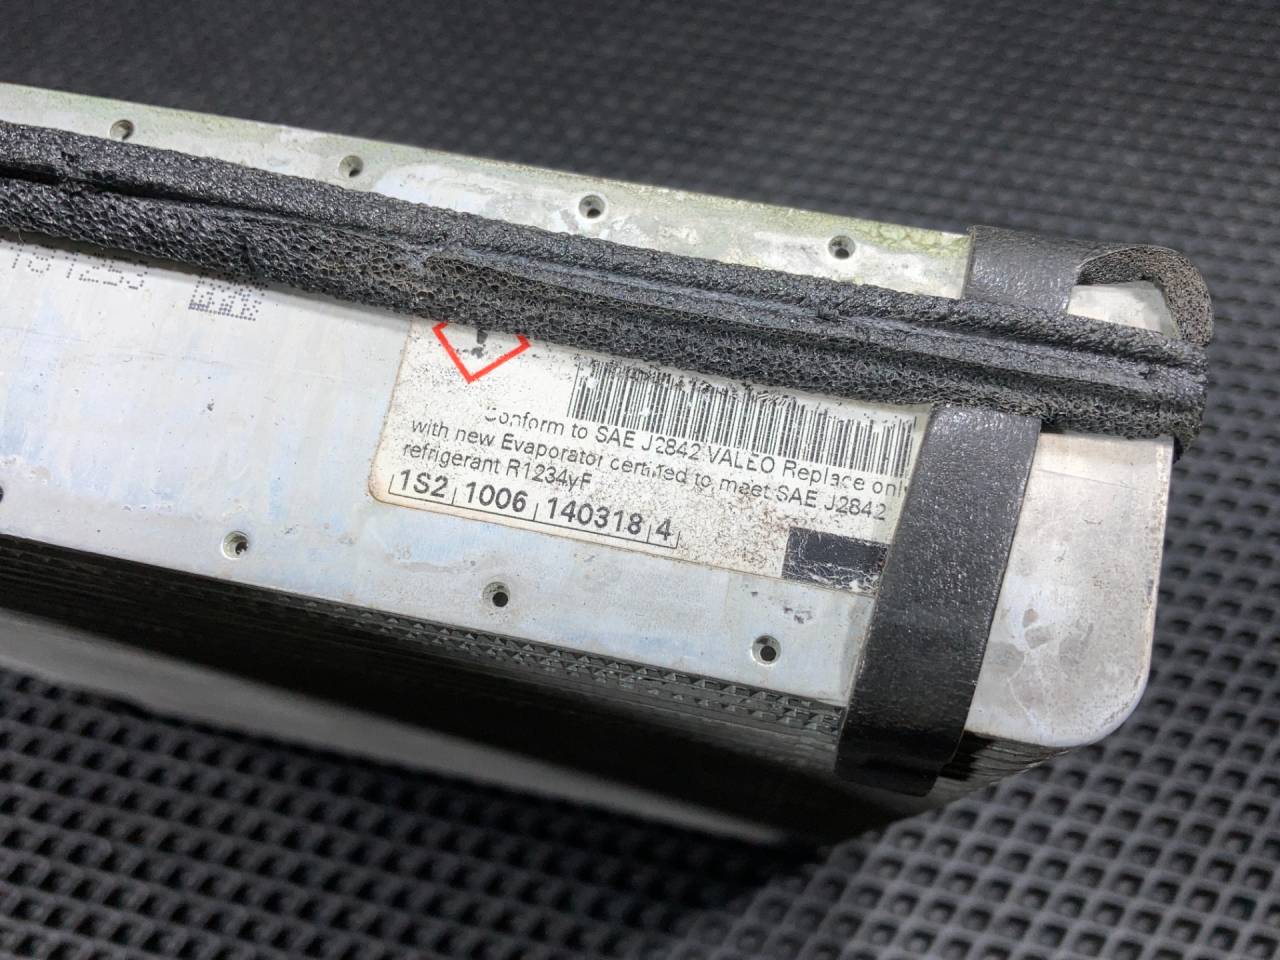 Conform to SAE J2842 VALEO Replace only
with new Evaporator certified to meet SAE J2842
refrigerant R1234yF
1S2 1006 140318 4